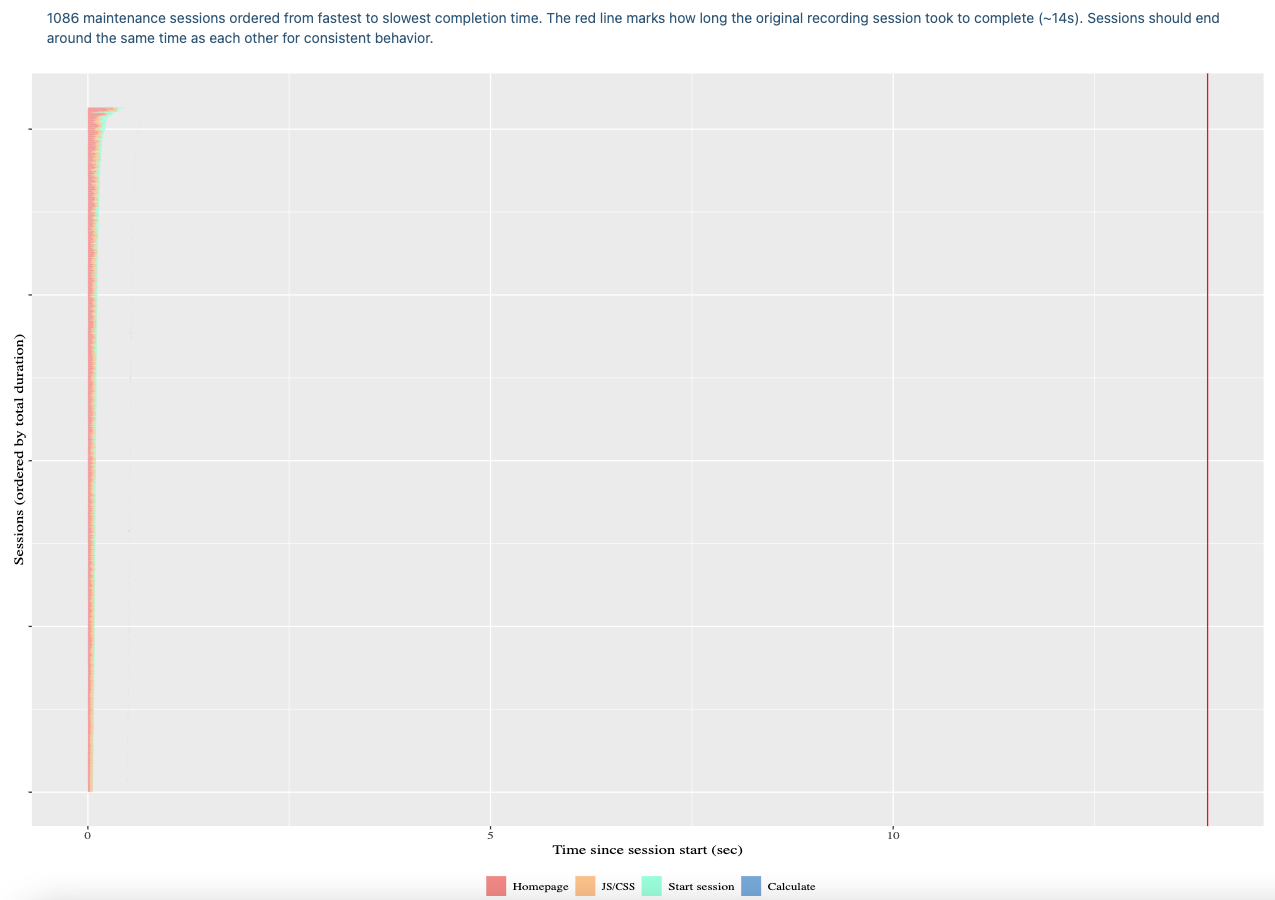 1086 maintenance sessions ordered from fastest to slowest completion time. The red line marks how long the original recording session took to complete (~14s). Sessions should end
around the same time as each other for consistent behavior.
Sessions (ordered by total duration)
0 5 10
Time since session start (sec)
Homepage JS/CSS Start session Calculate